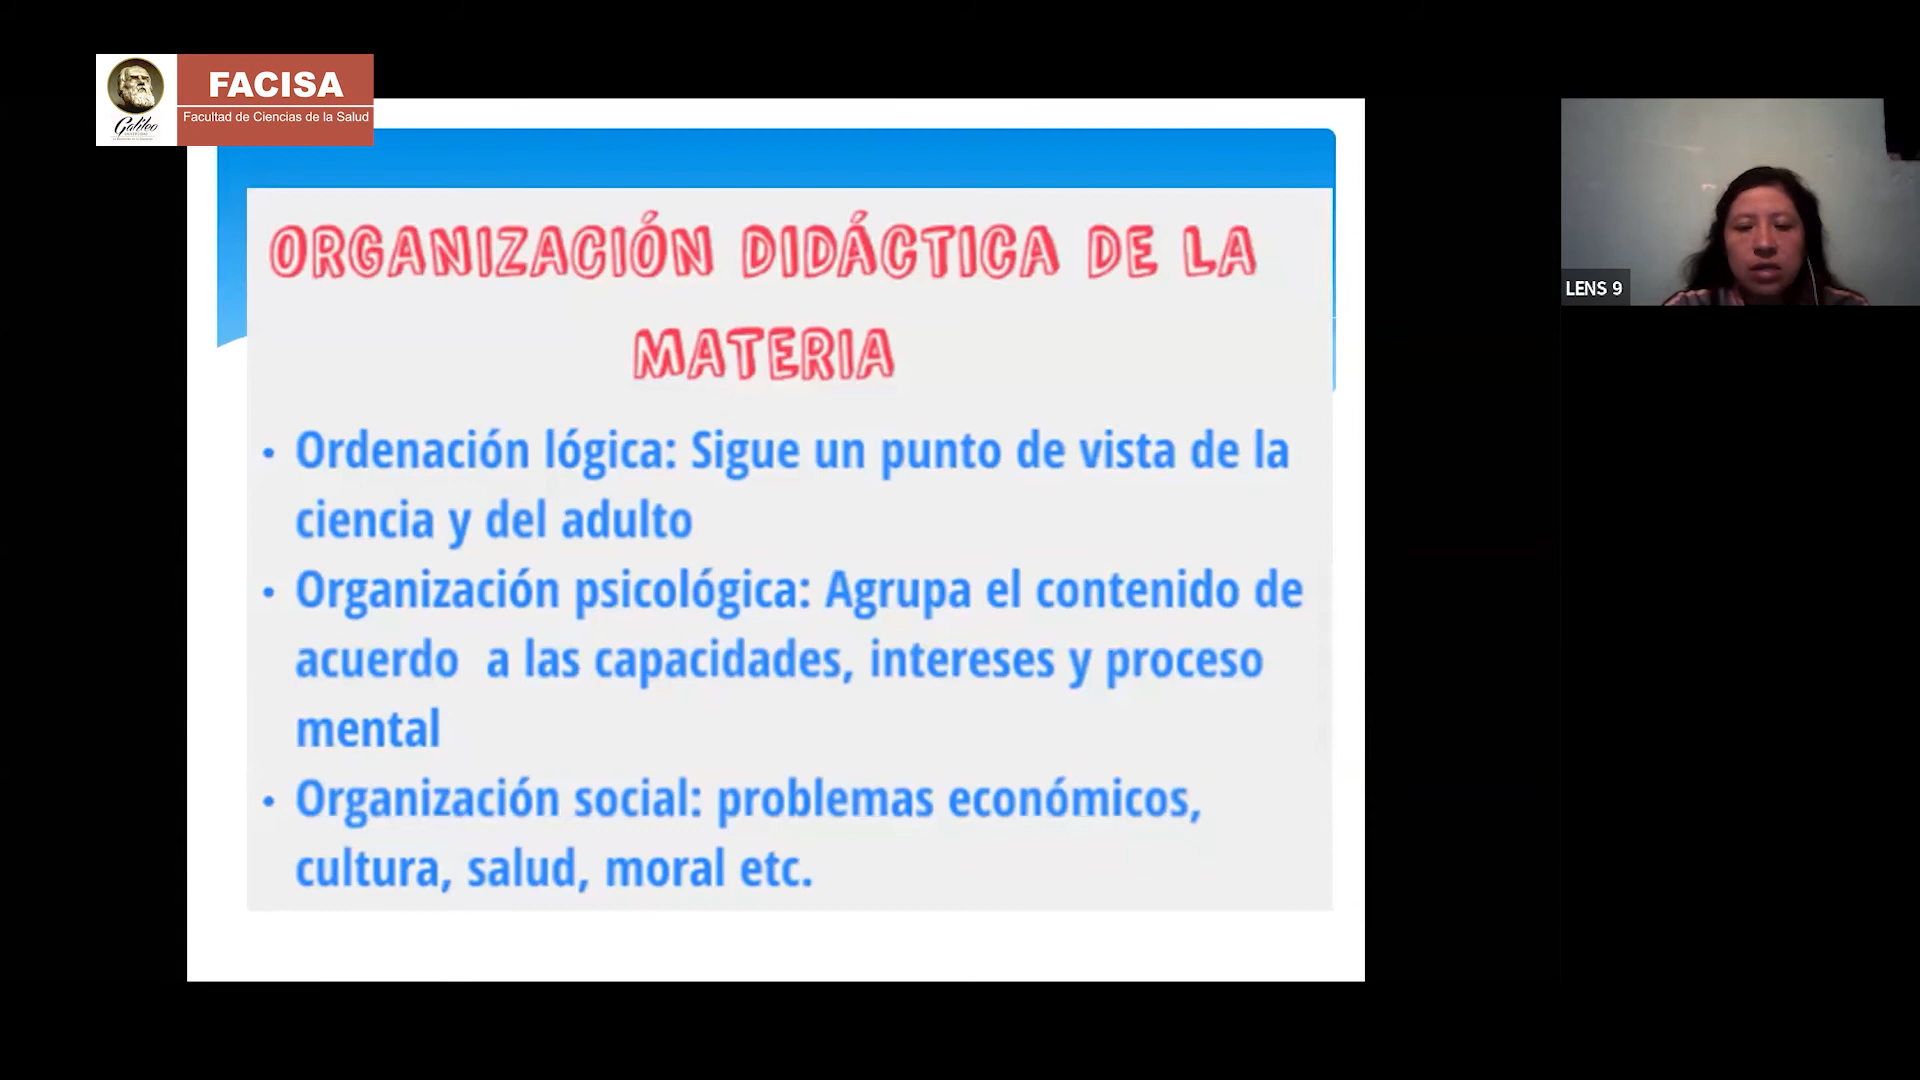 FACISA
Facultad de Ciencias de la Salud
Galileo
ORGANIZACIÓN DIDÁCTICA DE LA
MATERIA
• Ordenación lógica: Sigue un punto de vista de la
ciencia y del adulto
• Organización psicológica: Agrupa el contenido de
acuerdo a las capacidades, intereses y proceso
mental
• Organización social: problemas económicos,
cultura, salud, moral etc.
LENS 9